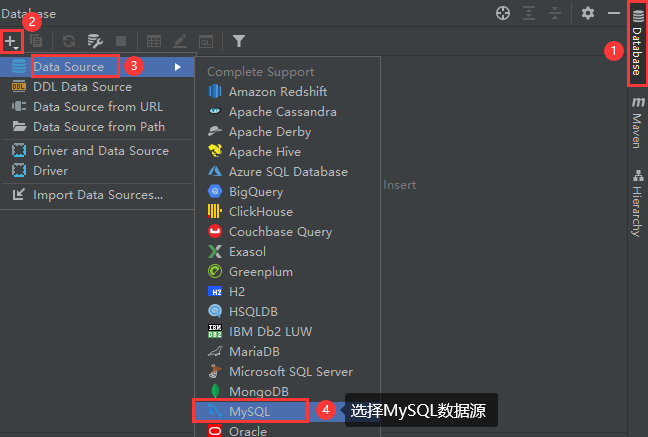 Database
2
1
Database
Maven
Hierarchy
Data Source
3
DDL Data Source
Data Source from URL
Data Source from Path
Driver and Data Source
Driver
Import Data Sources...
Complete Support
Amazon Redshift
Apache Cassandra
Apache Derby
Apache Hive
Azure SQL Database
BigQuery
ClickHouse
Couchbase Query
Exasol
Greenplum
H2
HSQLDB
IBM Db2 LUW
MariaDB
Microsoft SQL Server
MongoDB
MySQL
Oracle
Insert
4
选择MySQL数据源